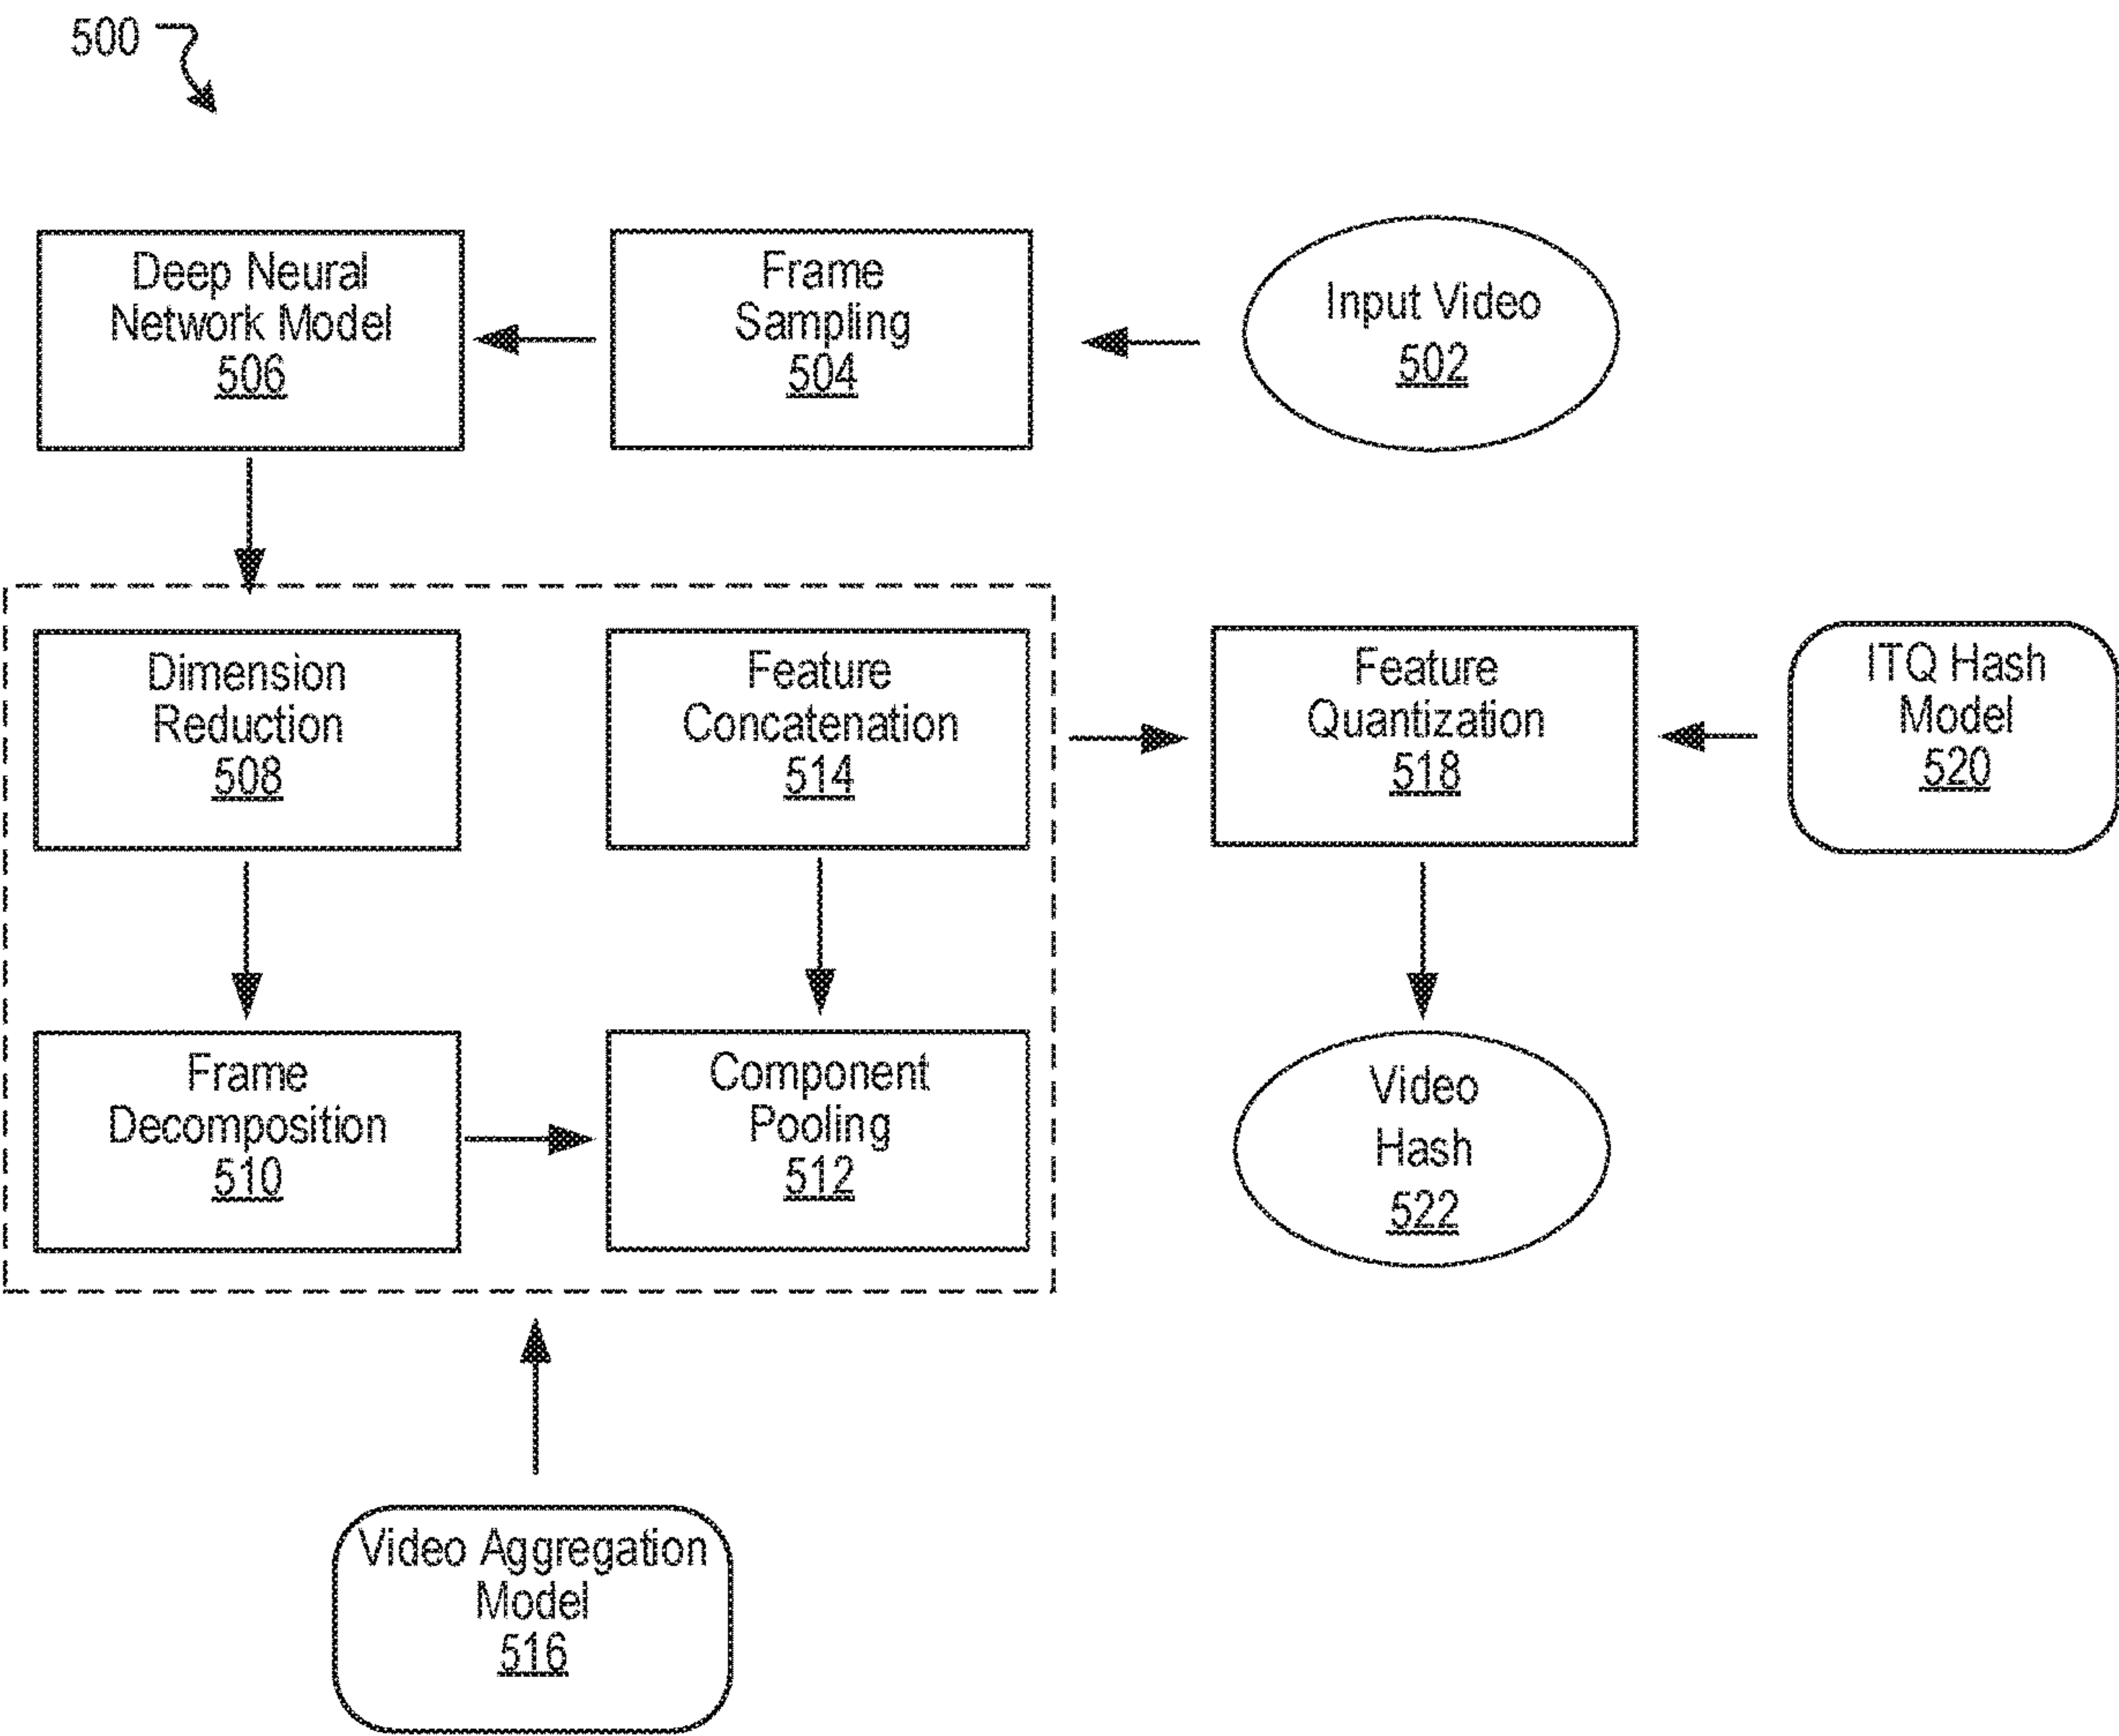 500
Deep Neural
Network Model
506
Frame
Sampling
504
Input Video
502
Dimension
Reduction
508
Feature
Concatenation
514
Feature
Quantization
518
ITQ Hash
Model
520
Frame
Decomposition
510
Component
Pooling
512
Video
Hash
522
Video Aggregation
Model
516